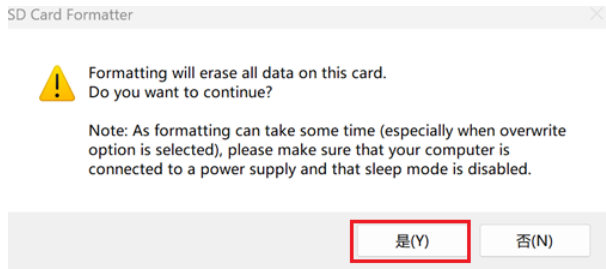 SD Card Formatter
Formatting will erase all data on this card.
Do you want to continue?
Note: As formatting can take some time (especially when overwrite
option is selected), please make sure that your computer is
connected to a power supply and that sleep mode is disabled.
是(Y)
否(N)